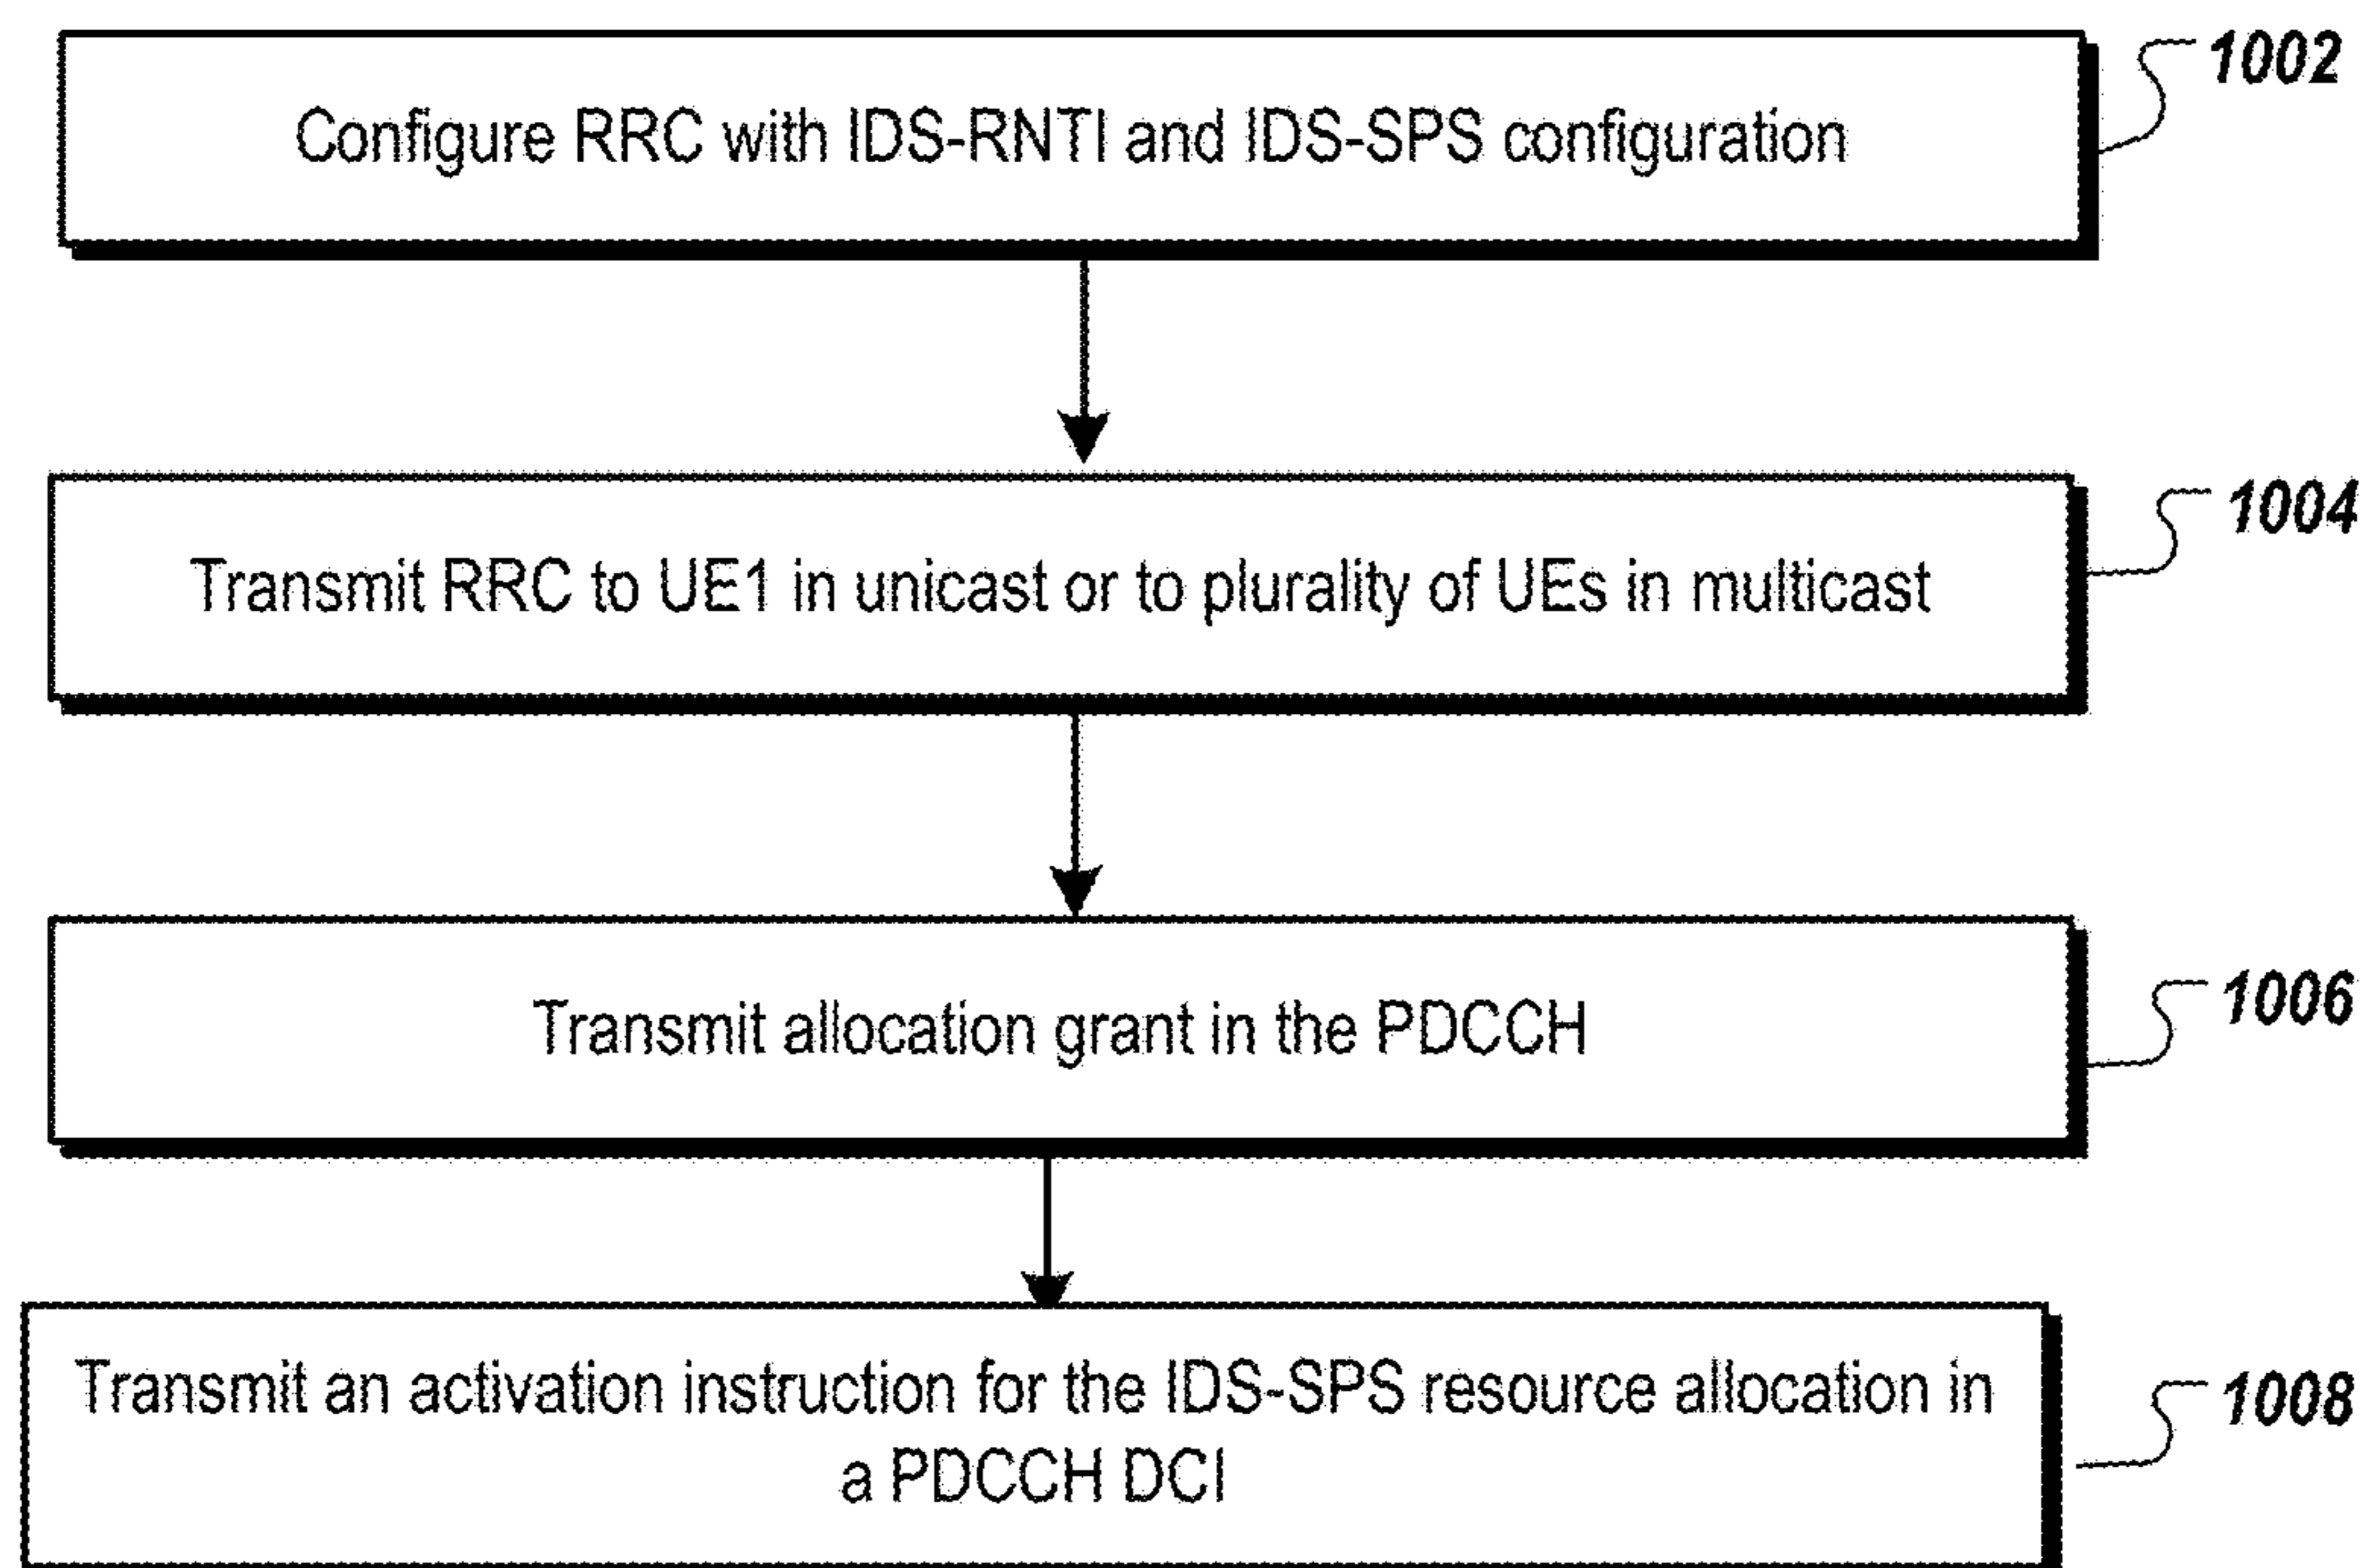 1002
Configure RRC with IDS-RNTI and IDS-SPS configuration
1004
Transmit RRC to UE1 in unicast or to plurality of UEs in multicast
1006
Transmit allocation grant in the PDCCH
1008
Transmit an activation instruction for the IDS-SPS resource allocation in
a PDCCH DCI